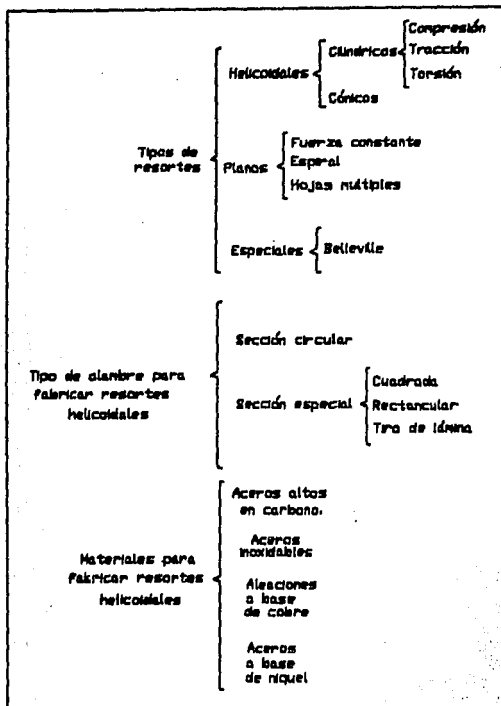 Tipos de
resortes
Helicoidales
Cilíndricos
Compresión
Tracción
Torsión
Cónicos
Planos
Fuerza constante
Espiral
Hojas multiples
Especiales
Belleville
Tipo de alambre para
fabricar resortes
helicoidales
Sección circular
Sección especial
Cuadrada
Rectangular
Tira de lámina
Materiales para
fabricar resortes
helicoidales
Aceros altos
en carbono.
Aceros
inoxidables
Aleaciones
a base
de cobre
Aceros
a base
de níquel